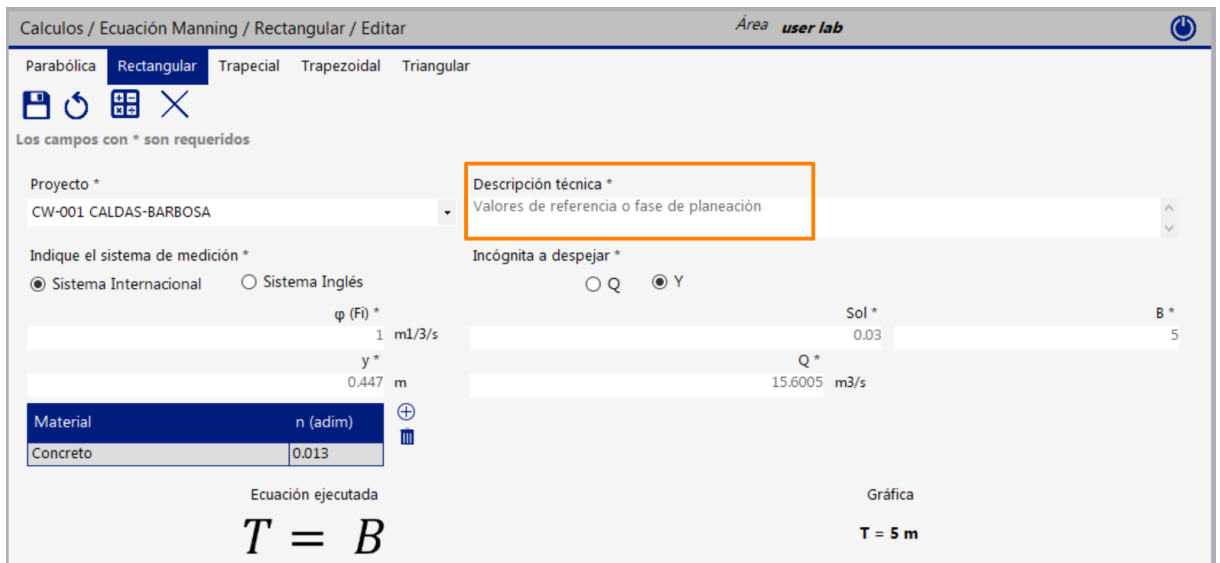 Calculos / Ecuación Manning / Rectangular / Editar
Área user lab
Parabólica Rectangular Trapecial Trapezoidal Triangular
Los campos con * son requeridos
Proyecto *
CW-001 CALDAS-BARBOSA
Descripción técnica *
Valores de referencia o fase de planeación
Indique el sistema de medición *
Sistema Internacional Sistema Inglés
Incógnita a despejar *
Q Y
φ (Fi) * Sol * B *
1 m1/3/s 0.03 5
y * Q *
0.447 m 15.6005 m3/s
Material n (adim)
Concreto 0.013
Ecuación ejecutada Gráfica
T = B T = 5 m